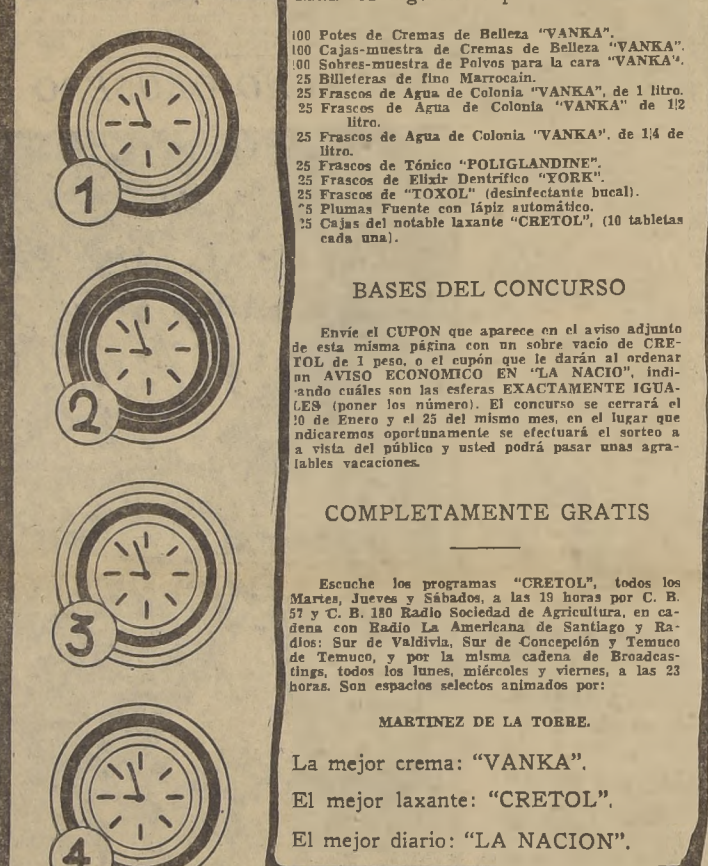 100 Potes de Cremas de Belleza "VANKA".
100 Cajas-muestra de Cremas de Belleza "VANKA".
00 Sobres-muestra de Polvos para la cara "VANKA".
25 Billeteras de fino Marrocain.
25 Frascos de Agua de Colonia "VANKA", de 1 litro.
25 Frascos de Agua de Colonia "VANKA" de 1|2
litro.
25 Frascos de Agua de Colonia "VANKA". de 1|4 de
litro.
25 Frascos de Tónico "POLIGLANDINE".
25 Frascos de Elixir Dentrífico "YORK".
25 Frascos de "TOXOL" (desinfectante bucal).
5 Plumas Fuente con lápiz automático.
25 Cajas del notable laxante "CRETOL", (10 tabletas
cada una).
BASES DEL CONCURSO
Envíe el CUPON que aparece en el aviso adjunto
de esta misma página con un sobre vacío de CRE-
TOL de 1 peso, o el cupón que le darán al ordenar
un AVISO ECONOMICO EN "LA NACIO", indi-
ando cuáles son las esferas EXACTAMENTE IGUA-
LES (poner los número). El concurso se cerrará el
20 de Enero y el 25 del mismo mes, en el lugar que
ndicaremos oportunamente se efectuará el sorteo a
a vista del público y usted podrá pasar unas agra-
dables vacaciones.
COMPLETAMENTE GRATIS
Escuche los programas "CRETOL", todos los
Martes, Jueves y Sábados, a las 19 horas por C. B.
57 y C. B. 180 Radio Sociedad de Agricultura, en ca-
dena con Radio La Americana de Santiago y Ra-
dios: Sur de Valdivia, Sur de Concepción y Temuco
de Temuco, y por la misma cadena de Broadcas-
tings, todos los lunes, miércoles y viernes, a las 23
horas. Son espacios selectos animados por:
MARTINEZ DE LA TORRE.
La mejor crema: "VANKA".
El mejor laxante: "CRETOL".
El mejor diario: "LA NACION".
1
2
3
4